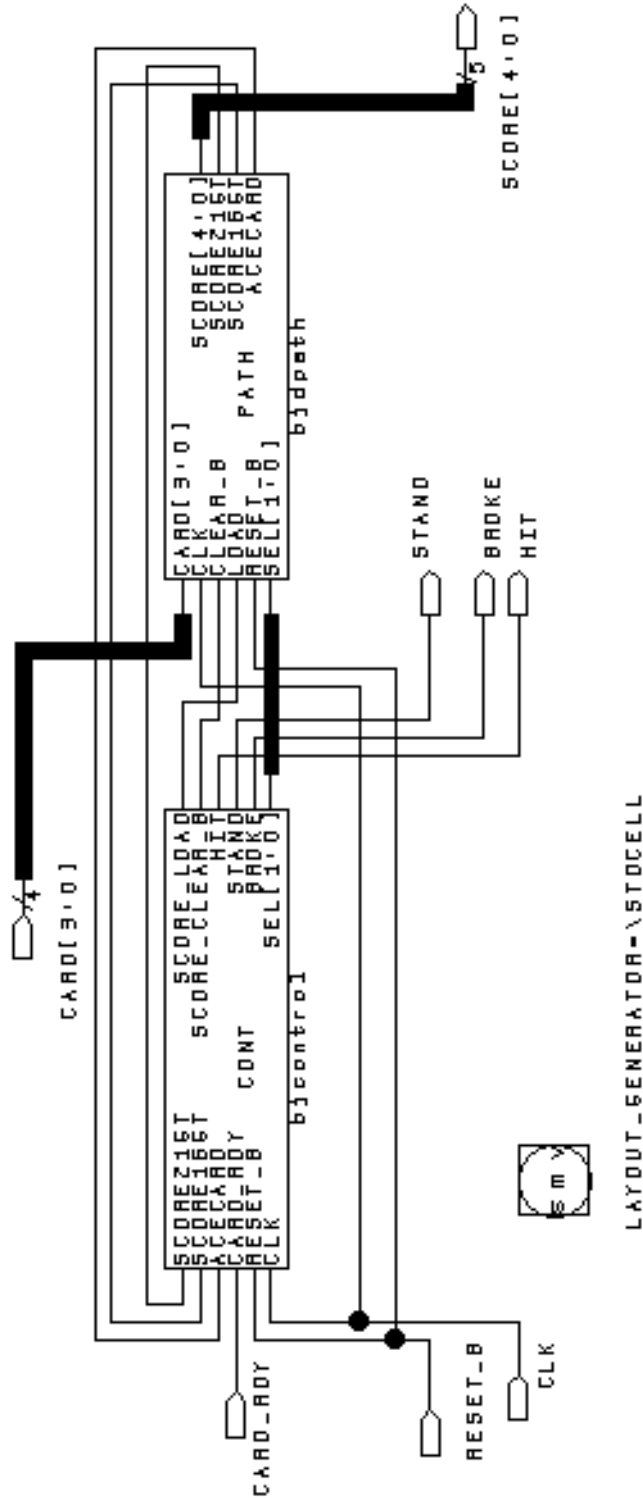 CARD[3:0]
4
SCORE21GT
SCORE16GT
ACECARD
CARD_RDY
RESET_B
CLK
CONT
SCORE_LOAD
SCORE_CLEAR_B
HIT
STAND
BROKE
SEL[1:0]
bjcontrol
CARD[3:0]
CLK
CLEAR_B
LOAD
RESET_B
SEL[1:0]
PATH
SCORE[4:0]
SCORE21GT
SCORE16GT
ACECARD
bjdpath
CARD_RDY
RESET_B
CLK
STAND
BROKE
HIT
5
SCORE[4:0]
LAYOUT_GENERATOR=\STDCELL